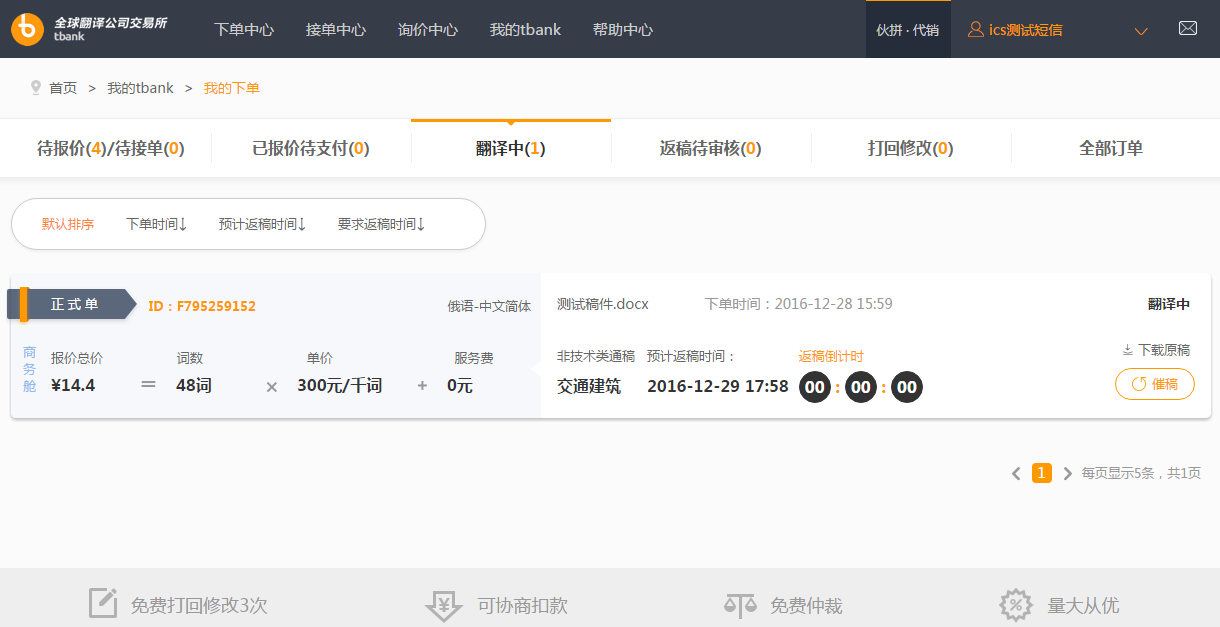 全球翻译公司交易所
tbank
下单中心 接单中心 询价中心 我的tbank 帮助中心 伙拼·代销 ics测试短信
首页 > 我的tbank > 我的下单
待报价(4)/待接单(0) 已报价待支付(0) 翻译中(1) 返稿待审核(0) 打回修改(0) 全部订单
默认排序 下单时间↓ 预计返稿时间↓ 要求返稿时间↓
正式单 ID：F795259152 俄语-中文简体 测试稿件.docx 下单时间：2016-12-28 15:59 翻译中
商务舱 报价总价 词数 单价 服务费 非技术类通稿 预计返稿时间： 返稿倒计时 下载原稿
¥14.4 = 48词 × 300元/千词 + 0元 交通建筑 2016-12-29 17:58 00 : 00 : 00 催稿
< 1 > 每页显示5条，共1页
免费打回修改3次 可协商扣款 免费仲裁 量大从优